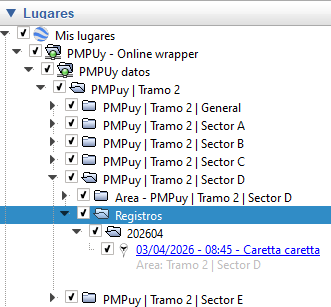 Lugares
Mis lugares
PMPUy - Online wrapper
PMPUy datos
PMPuy | Tramo 2
PMPuy | Tramo 2 | General
PMPuy | Tramo 2 | Sector A
PMPuy | Tramo 2 | Sector B
PMPuy | Tramo 2 | Sector C
PMPuy | Tramo 2 | Sector D
Area - PMPuy | Tramo 2 | Sector D
Registros
202604
03/04/2026 - 08:45 - Caretta caretta
Area: Tramo 2 | Sector D
PMPuy | Tramo 2 | Sector E